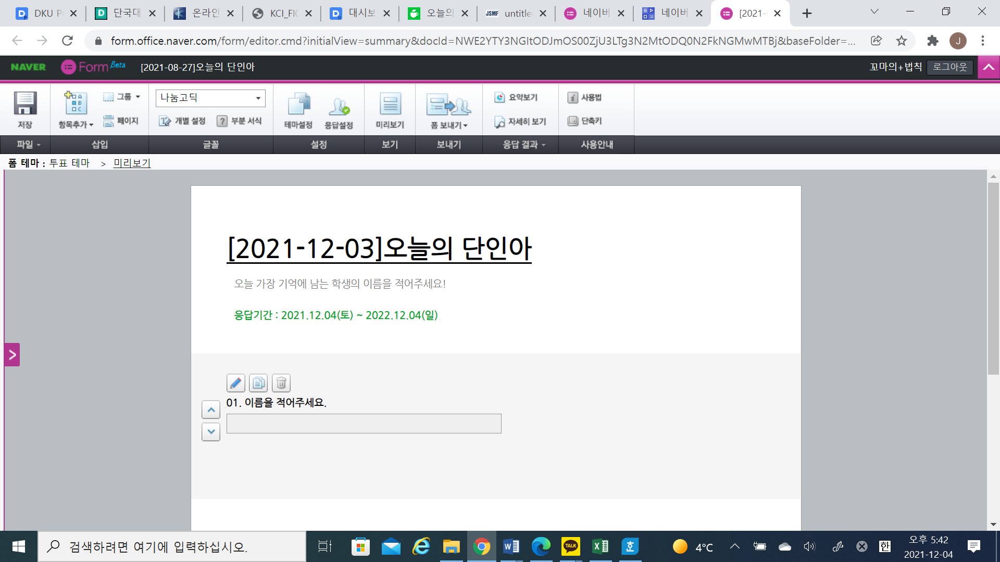 DKU P
단국대
온라인
KCI_FI
대시보
오늘의
JSMF untitle
네이버
네이버
[2021-
form.office.naver.com/form/editor.cmd?initialView=summary&docId=NWE2YTY3NGItODJmOS00ZjU3LTg3N2MtODQ0N2FkNGMwMTBj&baseFolder=...
J
NAVER Form Beta [2021-08-27]오늘의 단인아
꼬마의+법칙 로그아웃
저장
항목추가
그룹
페이지
나눔고딕
개별 설정 부분 서식
테마설정 응답설정
미리보기
폼 보내기
요약보기
자세히 보기
사용법
단축키
파일 삽입 글꼴 설정 보기 보내기 응답 결과 사용안내
폼 테마 : 투표 테마 > 미리보기
[2021-12-03]오늘의 단인아
오늘 가장 기억에 남는 학생의 이름을 적어주세요!
응답기간 : 2021.12.04(토) ~ 2022.12.04(일)
01. 이름을 적어주세요.
검색하려면 여기에 입력하십시오.
TALK
4°C
한
오후 5:42
2021-12-04